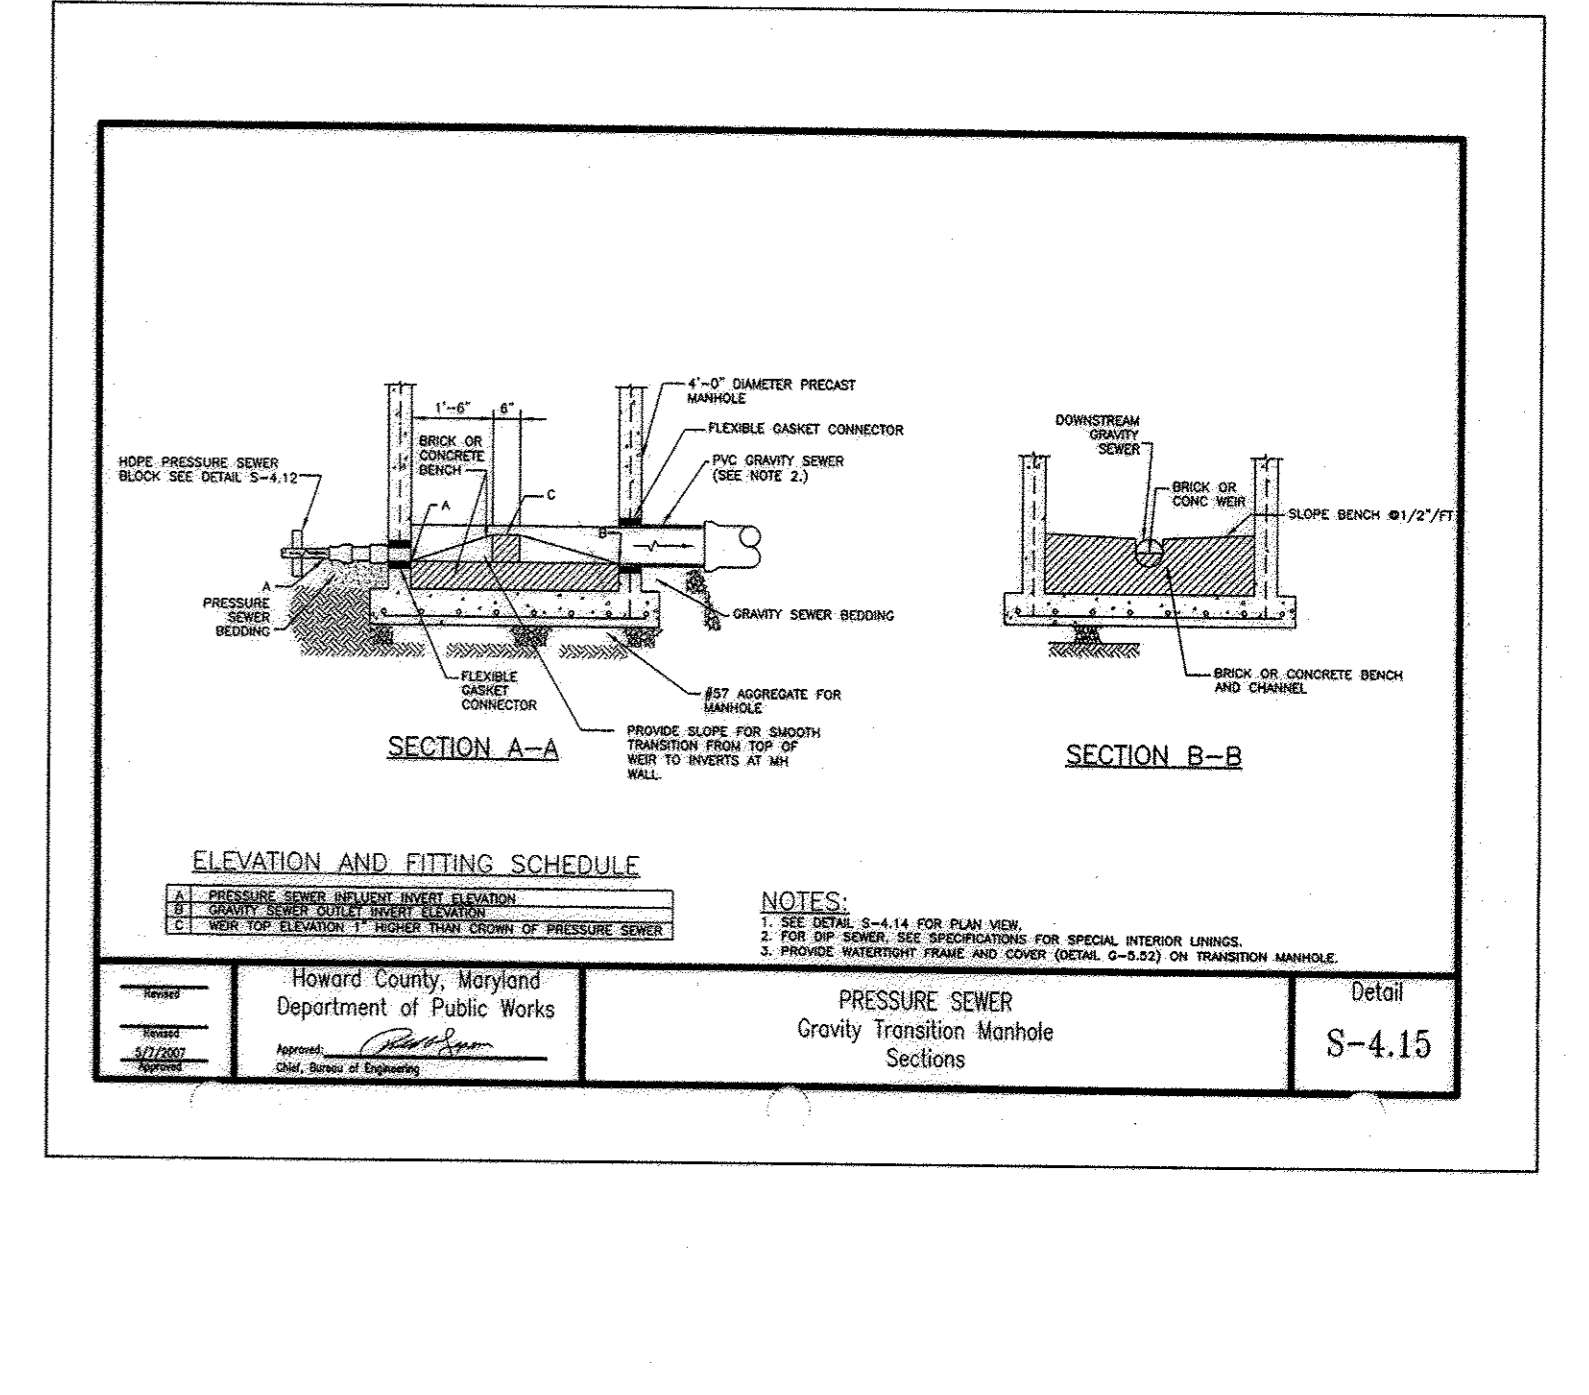 4'-0" DIAMETER PRECAST
MANHOLE
1'-6"
6"
FLEXIBLE GASKET CONNECTOR
BRICK OR
CONCRETE
BENCH
HDPE PRESSURE SEWER
BLOCK SEE DETAIL S-4.12
PVC GRAVITY SEWER
(SEE NOTE 2.)
C
A
B
A
PRESSURE
SEWER
BEDDING
GRAVITY SEWER BEDDING
FLEXIBLE
GASKET
CONNECTOR
#57 AGGREGATE FOR
MANHOLE
PROVIDE SLOPE FOR SMOOTH
TRANSITION FROM TOP OF
WEIR TO INVERTS AT MH
WALL.
SECTION A-A
DOWNSTREAM
GRAVITY
SEWER
BRICK OR
CONC WEIR
SLOPE BENCH @1/2"/FT
BRICK OR CONCRETE BENCH
AND CHANNEL
SECTION B-B
ELEVATION AND FITTING SCHEDULE
A PRESSURE SEWER INFLUENT INVERT ELEVATION
B GRAVITY SEWER OUTLET INVERT ELEVATION
C WEIR TOP ELEVATION 1" HIGHER THAN CROWN OF PRESSURE SEWER
NOTES:
1. SEE DETAIL S-4.14 FOR PLAN VIEW.
2. FOR DIP SEWER, SEE SPECIFICATIONS FOR SPECIAL INTERIOR LININGS.
3. PROVIDE WATERTIGHT FRAME AND COVER (DETAIL G-5.52) ON TRANSITION MANHOLE.
Revised
Revised
5/7/2007
Approved
Howard County, Maryland
Department of Public Works
Approved:
Chief, Bureau of Engineering
PRESSURE SEWER
Gravity Transition Manhole
Sections
Detail
S-4.15